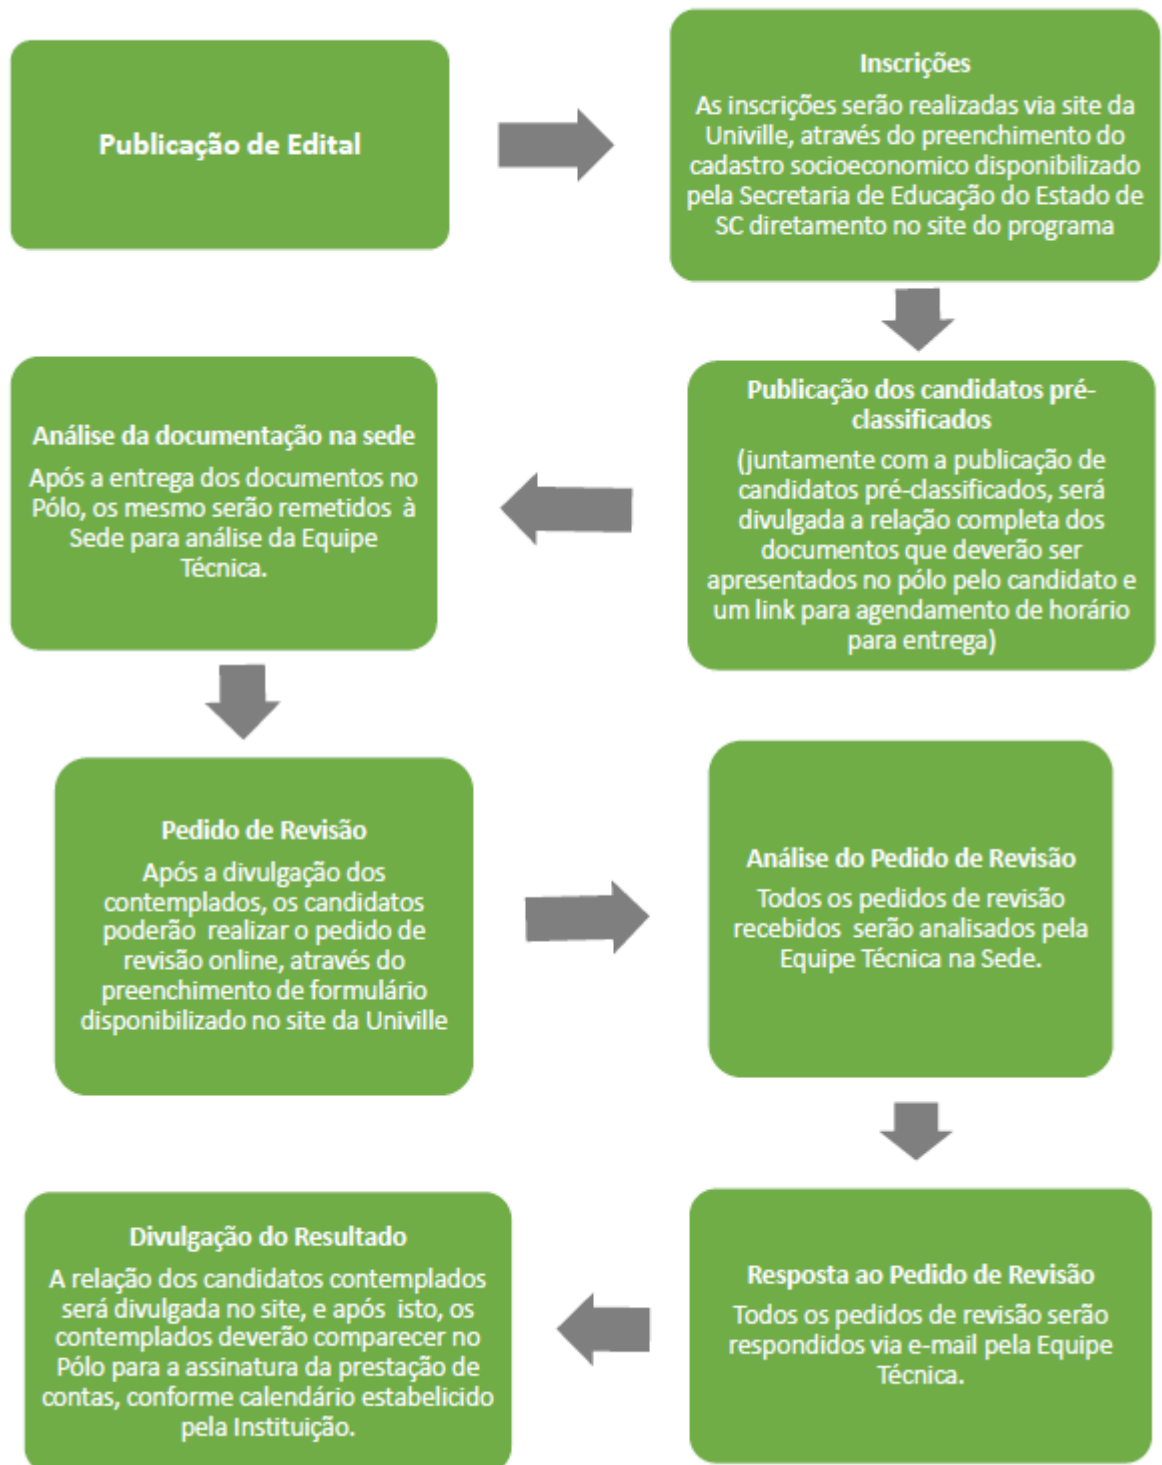 Publicação de Edital
Inscrições
As inscrições serão realizadas via site da
Univille, através do preenchimento do
cadastro socioeconomico disponibilizado
pela Secretaria de Educação do Estado de
SC diretamento no site do programa
Publicação dos candidatos pré-
classificados
(juntamente com a publicação de
candidatos pré-classificados, será
divulgada a relação completa dos
documentos que deverão ser
apresentados no pólo pelo candidato e
um link para agendamento de horário
para entrega)
Análise da documentação na sede
Após a entrega dos documentos no
Pólo, os mesmo serão remetidos à
Sede para análise da Equipe
Técnica.
Pedido de Revisão
Após a divulgação dos
contemplados, os candidatos
poderão realizar o pedido de
revisão online, através do
preenchimento de formulário
disponibilizado no site da Univille
Análise do Pedido de Revisão
Todos os pedidos de revisão
recebidos serão analisados pela
Equipe Técnica na Sede.
Resposta ao Pedido de Revisão
Todos os pedidos de revisão serão
respondidos via e-mail pela Equipe
Técnica.
Divulgação do Resultado
A relação dos candidatos contemplados
será divulgada no site, e após isto, os
contemplados deverão comparecer no
Pólo para a assinatura da prestação de
contas, conforme calendário estabelicido
pela Instituição.